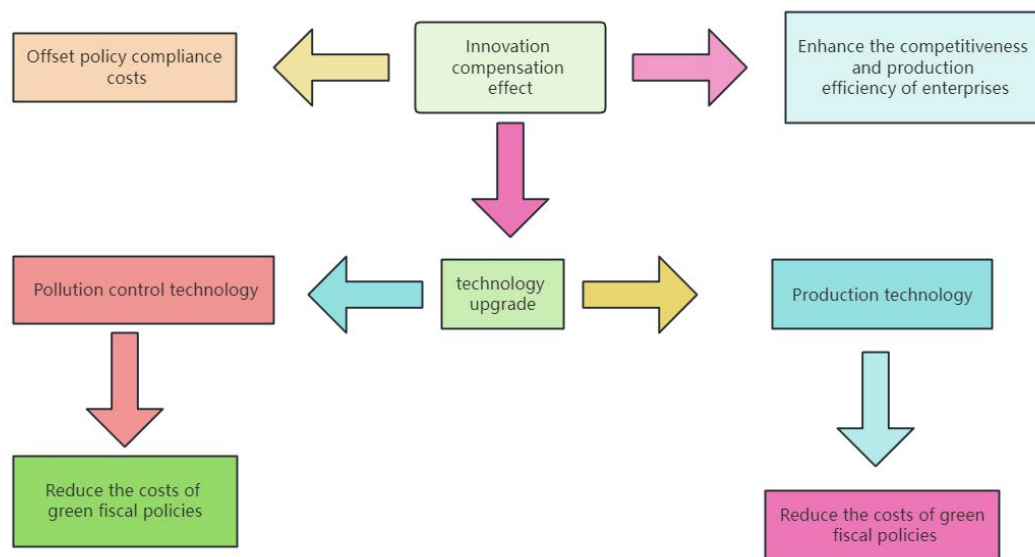 Offset policy compliance
costs
Innovation
compensation
effect
Enhance the competitiveness
and production
efficiency of enterprises
Pollution control technology
technology
upgrade
Production technology
Reduce the costs of
green fiscal policies
Reduce the costs of green
fiscal policies